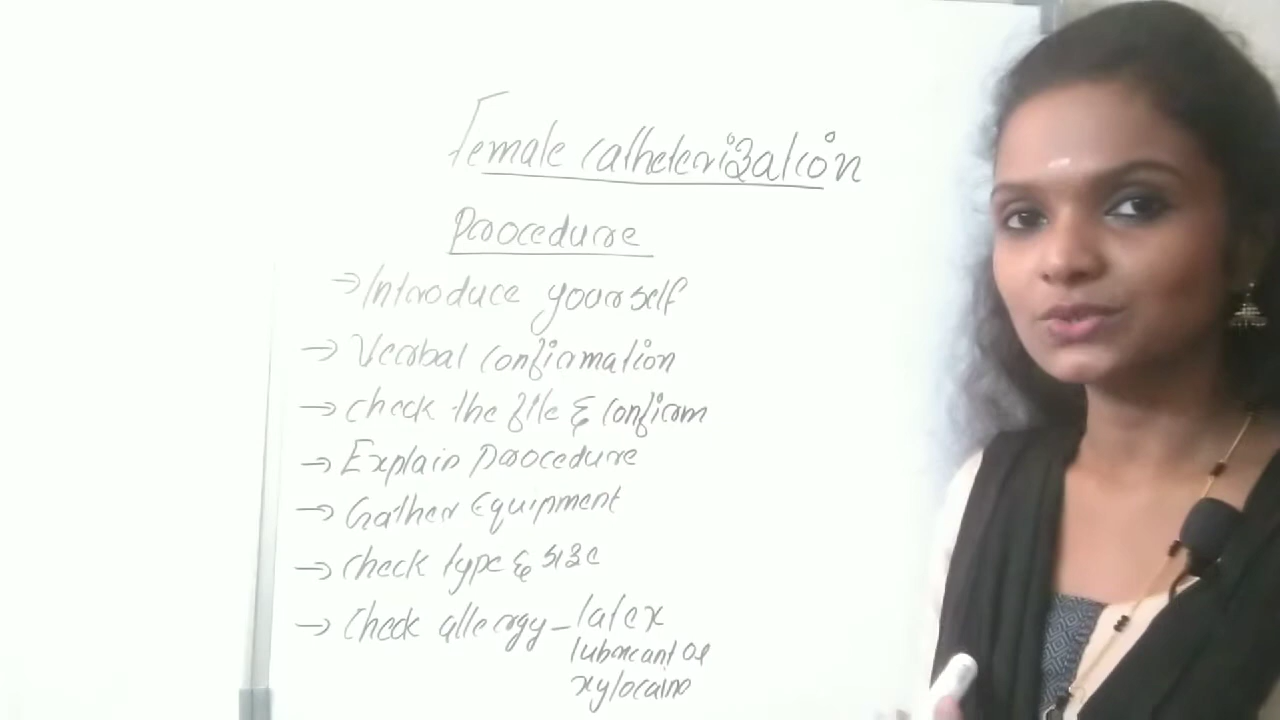 Female catheterization
Procedure
→ Introduce yourself
→ Verbal confirmation
→ Check the file & confirm
→ Explain procedure
→ Gather Equipment
→ Check type & size
→ Check allergy - latex
lubricant or
xylocaine